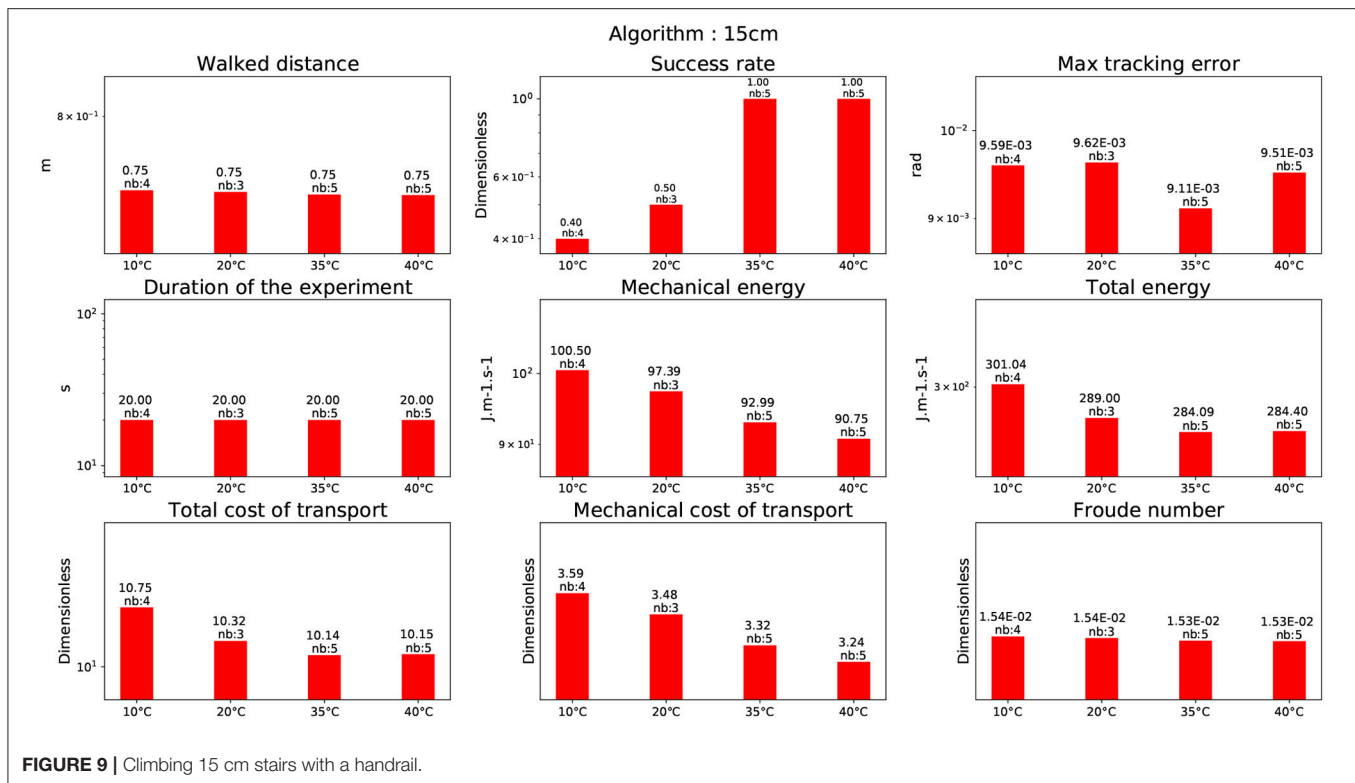 Algorithm : 15cm
Walked distance
m
8 × 10⁻¹
0.75
nb:4
0.75
nb:3
0.75
nb:5
0.75
nb:5
10°C 20°C 35°C 40°C
Success rate
Dimensionless
10⁰
6 × 10⁻¹
4 × 10⁻¹
0.40
nb:4
0.50
nb:3
1.00
nb:5
1.00
nb:5
10°C 20°C 35°C 40°C
Max tracking error
rad
10⁻²
9 × 10⁻³
9.59E-03
nb:4
9.62E-03
nb:3
9.11E-03
nb:5
9.51E-03
nb:5
10°C 20°C 35°C 40°C
Duration of the experiment
s
10²
10¹
20.00
nb:4
20.00
nb:3
20.00
nb:5
20.00
nb:5
10°C 20°C 35°C 40°C
Mechanical energy
J.m-1.s-1
10²
9 × 10¹
100.50
nb:4
97.39
nb:3
92.99
nb:5
90.75
nb:5
10°C 20°C 35°C 40°C
Total energy
J.m-1.s-1
3 × 10²
301.04
nb:4
289.00
nb:3
284.09
nb:5
284.40
nb:5
10°C 20°C 35°C 40°C
Total cost of transport
Dimensionless
10¹
10.75
nb:4
10.32
nb:3
10.14
nb:5
10.15
nb:5
10°C 20°C 35°C 40°C
Mechanical cost of transport
Dimensionless
3.59
nb:4
3.48
nb:3
3.32
nb:5
3.24
nb:5
10°C 20°C 35°C 40°C
Froude number
Dimensionless
1.54E-02
nb:4
1.54E-02
nb:3
1.53E-02
nb:5
1.53E-02
nb:5
10°C 20°C 35°C 40°C
FIGURE 9 | Climbing 15 cm stairs with a handrail.